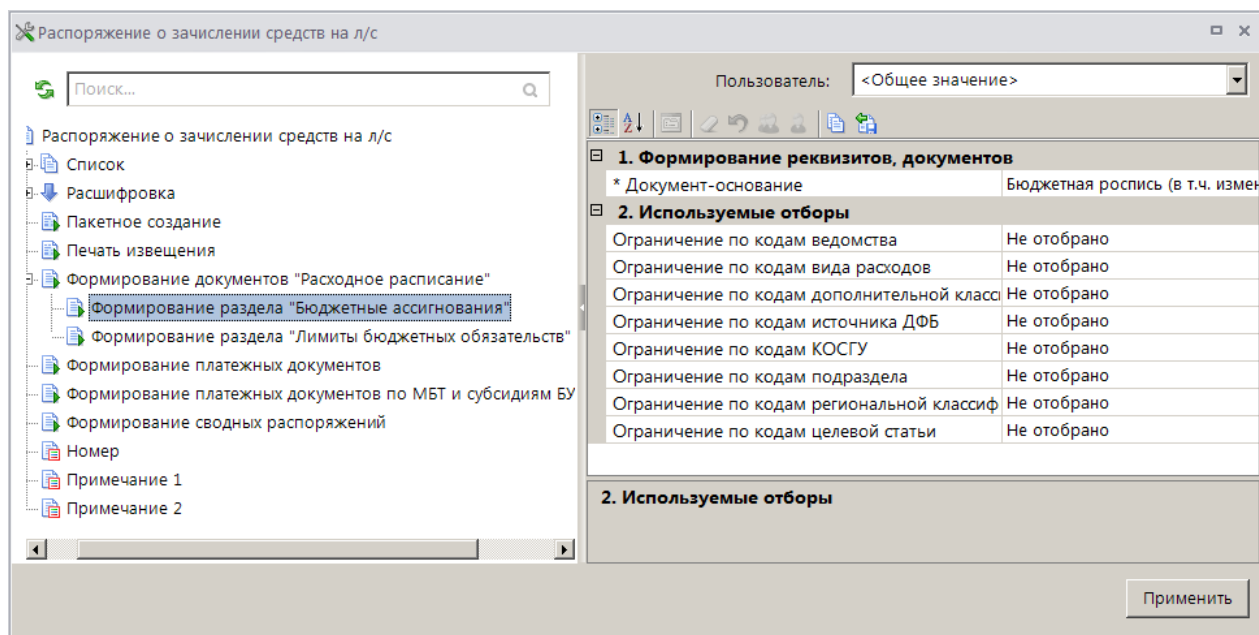 Распоряжение о зачислении средств на л/с
Поиск...
Распоряжение о зачислении средств на л/с
Список
Расшифровка
Пакетное создание
Печать извещения
Формирование документов "Расходное расписание"
Формирование раздела "Бюджетные ассигнования"
Формирование раздела "Лимиты бюджетных обязательств"
Формирование платежных документов
Формирование платежных документов по МБТ и субсидиям БУ
Формирование сводных распоряжений
Номер
Примечание 1
Примечание 2
Пользователь: <Общее значение>
1. Формирование реквизитов, документов
* Документ-основание Бюджетная роспись (в т.ч. измен
2. Используемые отборы
Ограничение по кодам ведомства Не отобрано
Ограничение по кодам вида расходов Не отобрано
Ограничение по кодам дополнительной класси Не отобрано
Ограничение по кодам источника ДФБ Не отобрано
Ограничение по кодам КОСГУ Не отобрано
Ограничение по кодам подраздела Не отобрано
Ограничение по кодам региональной классиф Не отобрано
Ограничение по кодам целевой статьи Не отобрано
2. Используемые отборы
Применить